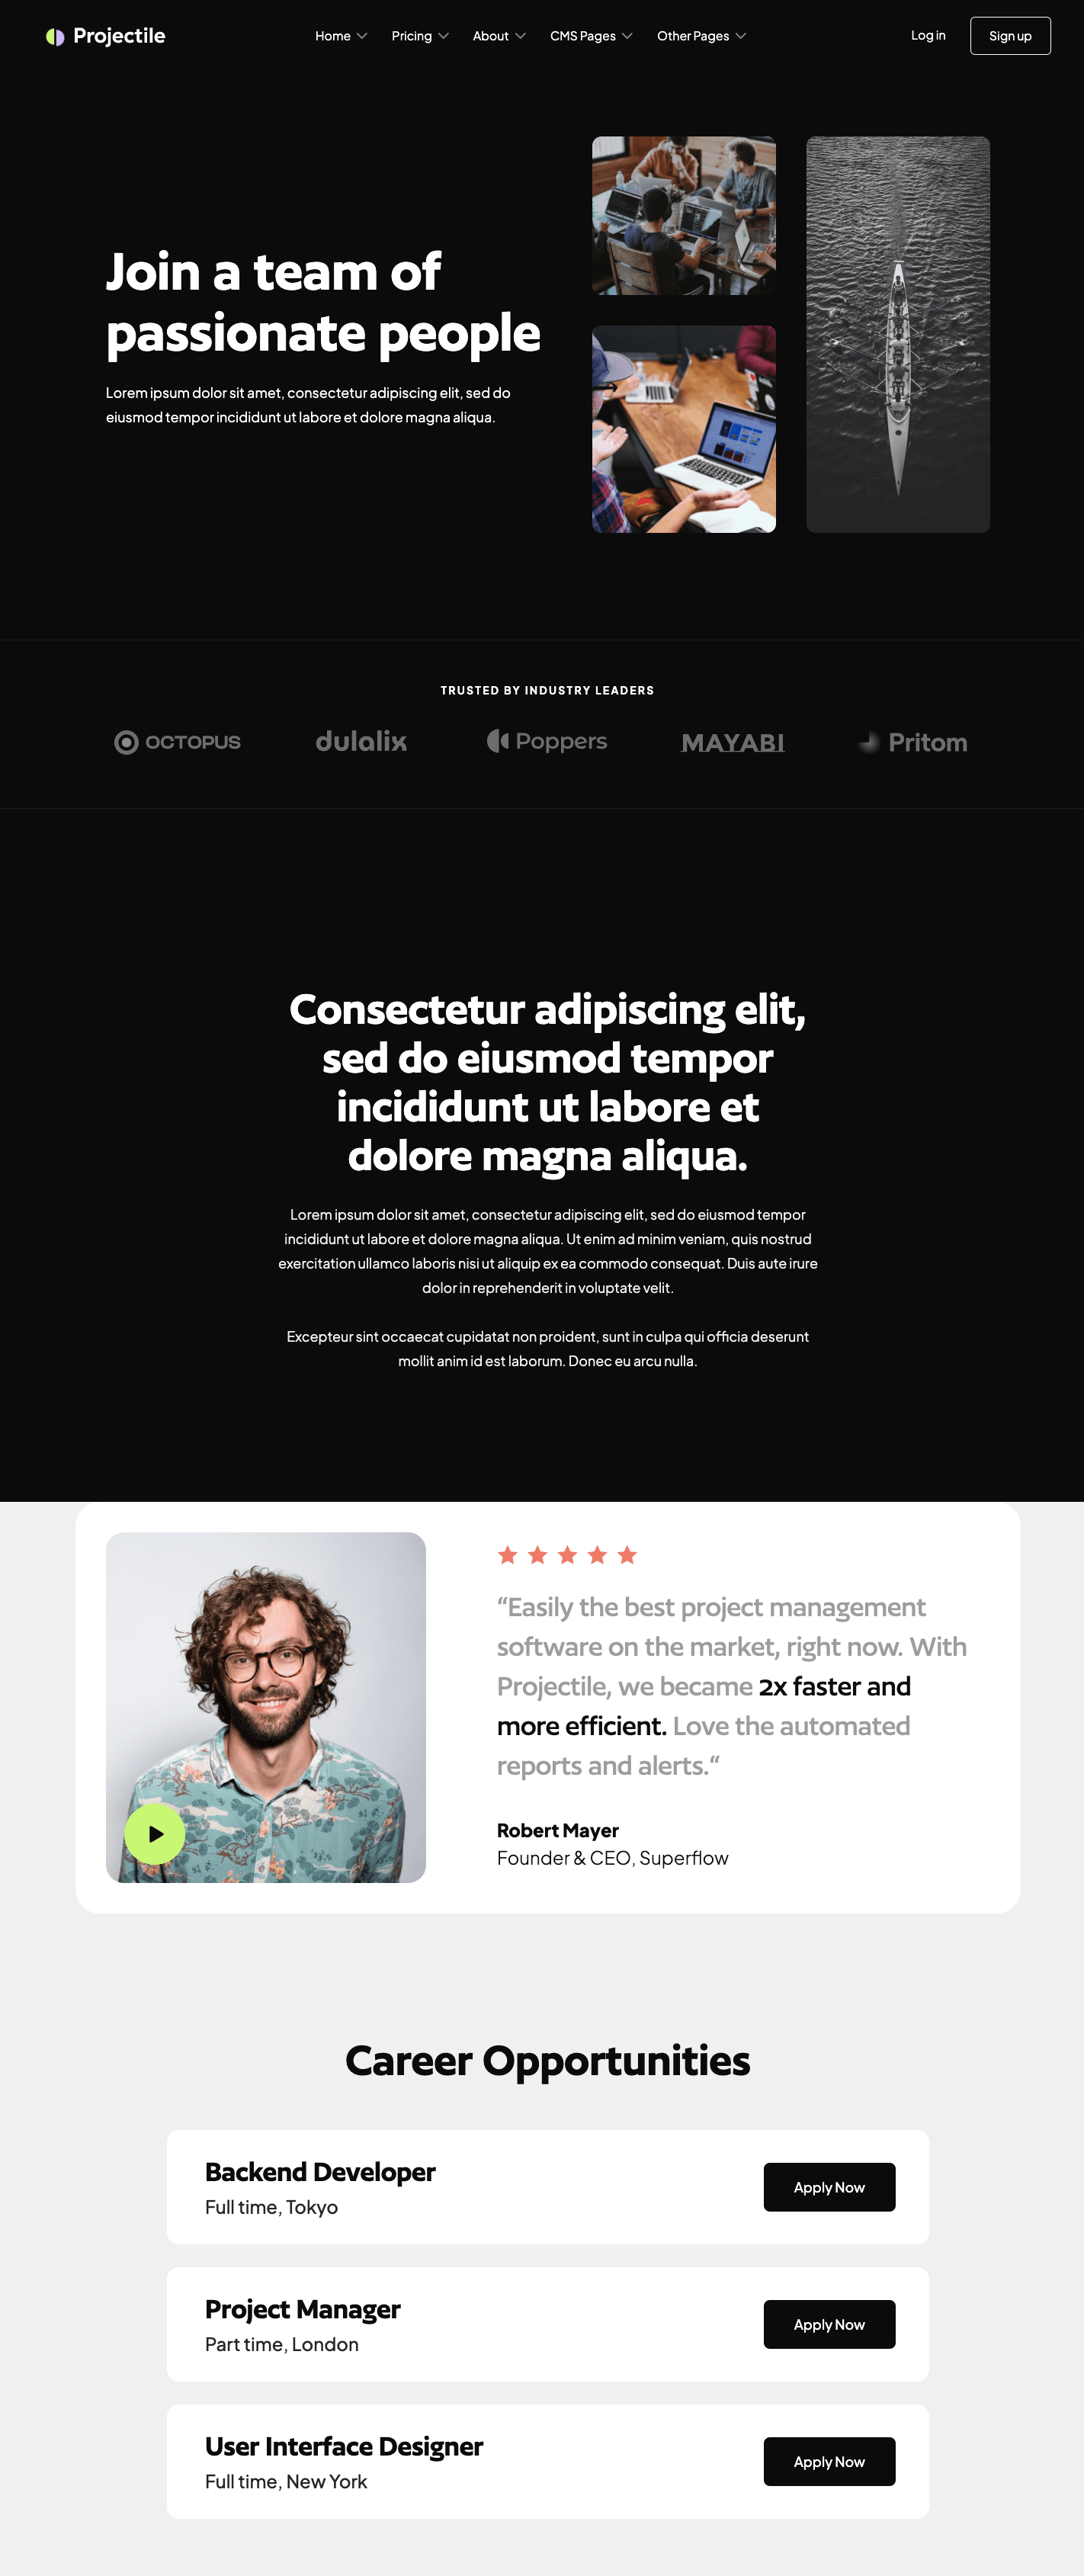 Projectile
Home
Pricing
About
CMS Pages
Other Pages
Log in
Sign up
Join a team of
passionate people
Lorem ipsum dolor sit amet, consectetur adipiscing elit, sed do
eiusmod tempor incididunt ut labore et dolore magna aliqua.
TRUSTED BY INDUSTRY LEADERS
OCTOPUS
dulalix
Poppers
MAYABI
Pritom
Consectetur adipiscing elit,
sed do eiusmod tempor
incididunt ut labore et
dolore magna aliqua.
Lorem ipsum dolor sit amet, consectetur adipiscing elit, sed do eiusmod tempor
incididunt ut labore et dolore magna aliqua. Ut enim ad minim veniam, quis nostrud
exercitation ullamco laboris nisi ut aliquip ex ea commodo consequat. Duis aute irure
dolor in reprehenderit in voluptate velit.
Excepteur sint occaecat cupidatat non proident, sunt in culpa qui officia deserunt
mollit anim id est laborum. Donec eu arcu nulla.
“Easily the best project management
software on the market, right now. With
Projectile, we became 2x faster and
more efficient. Love the automated
reports and alerts.“
Robert Mayer
Founder & CEO, Superflow
Career Opportunities
Backend Developer
Full time, Tokyo
Apply Now
Project Manager
Part time, London
Apply Now
User Interface Designer
Full time, New York
Apply Now